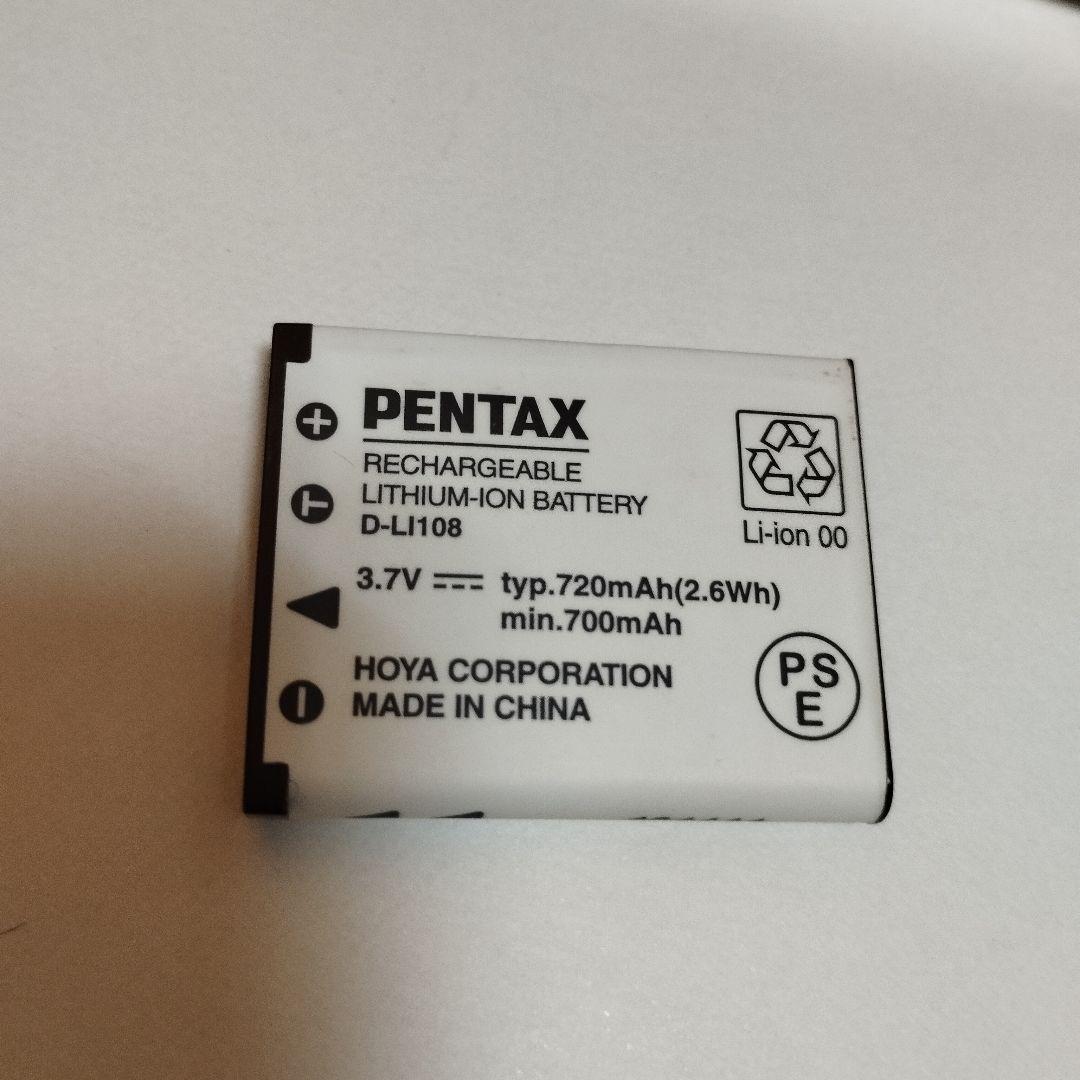 PENTAX
RECHARGEABLE
LITHIUM-ION BATTERY
D-LI108
3.7V typ.720mAh(2.6Wh)
min.700mAh
HOYA CORPORATION
MADE IN CHINA
+
T
-
Li-ion 00
PS
E